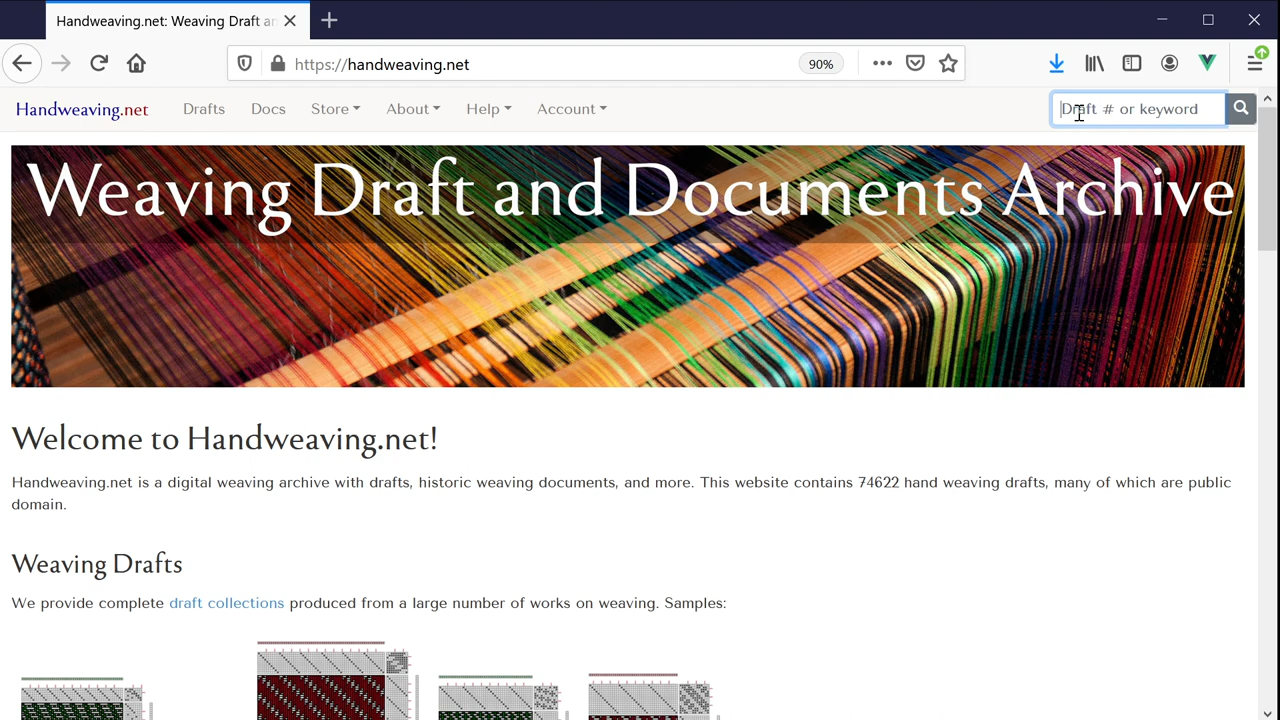 Handweaving.net: Weaving Draft an
https://handweaving.net
90%
Handweaving.net Drafts Docs Store About Help Account Draft # or keyword
Weaving Draft and Documents Archive
Welcome to Handweaving.net!
Handweaving.net is a digital weaving archive with drafts, historic weaving documents, and more. This website contains 74622 hand weaving drafts, many of which are public
domain.
Weaving Drafts
We provide complete draft collections produced from a large number of works on weaving. Samples: